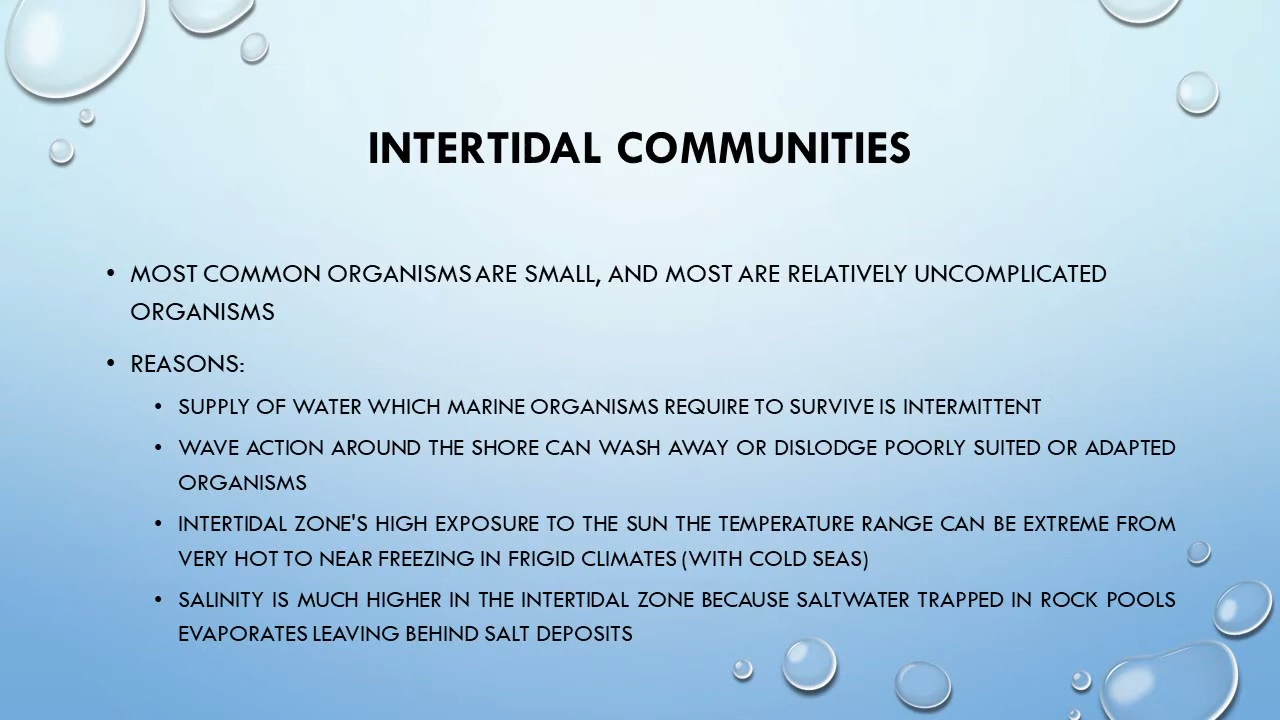 INTERTIDAL COMMUNITIES
• MOST COMMON ORGANISMS ARE SMALL, AND MOST ARE RELATIVELY UNCOMPLICATED
ORGANISMS
• REASONS:
• SUPPLY OF WATER WHICH MARINE ORGANISMS REQUIRE TO SURVIVE IS INTERMITTENT
• WAVE ACTION AROUND THE SHORE CAN WASH AWAY OR DISLODGE POORLY SUITED OR ADAPTED
ORGANISMS
• INTERTIDAL ZONE'S HIGH EXPOSURE TO THE SUN THE TEMPERATURE RANGE CAN BE EXTREME FROM
VERY HOT TO NEAR FREEZING IN FRIGID CLIMATES (WITH COLD SEAS)
• SALINITY IS MUCH HIGHER IN THE INTERTIDAL ZONE BECAUSE SALTWATER TRAPPED IN ROCK POOLS
EVAPORATES LEAVING BEHIND SALT DEPOSITS